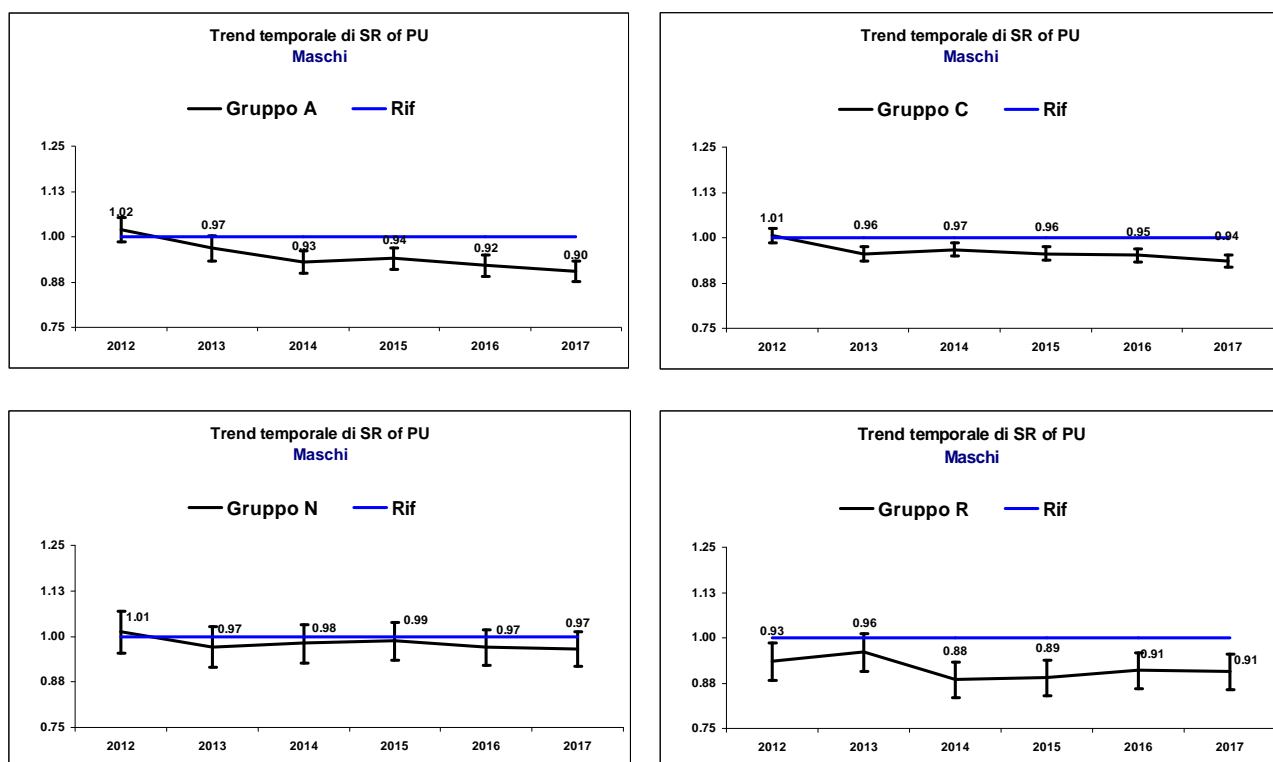 Trend temporale di SR of PU
Maschi
Gruppo A Rif
1.25
1.13
1.00
0.88
0.75
1.02
0.97
0.93
0.94
0.92
0.90
2012 2013 2014 2015 2016 2017
Trend temporale di SR of PU
Maschi
Gruppo C Rif
1.25
1.13
1.00
0.88
0.75
1.01
0.96
0.97
0.96
0.95
0.94
2012 2013 2014 2015 2016 2017
Trend temporale di SR of PU
Maschi
Gruppo N Rif
1.25
1.13
1.00
0.88
0.75
1.01
0.97
0.98
0.99
0.97
0.97
2012 2013 2014 2015 2016 2017
Trend temporale di SR of PU
Maschi
Gruppo R Rif
1.25
1.13
1.00
0.88
0.75
0.93
0.96
0.88
0.89
0.91
0.91
2012 2013 2014 2015 2016 2017